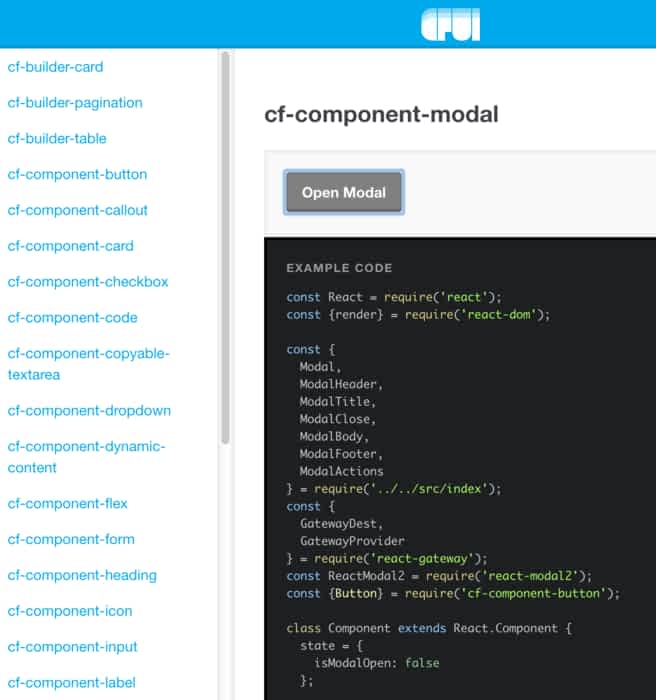 CFUI
cf-builder-card
cf-builder-pagination
cf-builder-table
cf-component-button
cf-component-callout
cf-component-card
cf-component-checkbox
cf-component-code
cf-component-copyable-
textarea
cf-component-dropdown
cf-component-dynamic-
content
cf-component-flex
cf-component-form
cf-component-heading
cf-component-icon
cf-component-input
cf-component-label
cf-component-modal
Open Modal
EXAMPLE CODE
const React = require('react');
const {render} = require('react-dom');
const {
Modal,
ModalHeader,
ModalTitle,
ModalClose,
ModalBody,
ModalFooter,
ModalActions
} = require('../../src/index');
const {
GatewayDest,
GatewayProvider
} = require('react-gateway');
const ReactModal2 = require('react-modal2');
const {Button} = require('cf-component-button');
class Component extends React.Component {
state = {
isModalOpen: false
};